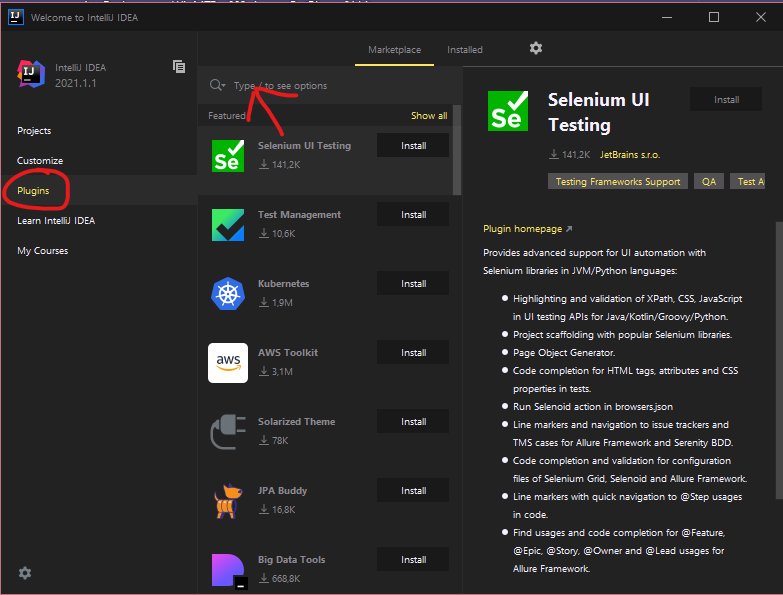 IJ Welcome to IntelliJ IDEA
IJ
IntelliJ IDEA
2021.1.1
Projects
Customize
Plugins
Learn IntelliJ IDEA
My Courses
Marketplace
Installed
Type / to see options
Featured
Show all
Se
Selenium UI Testing
141,2K
Install
Test Management
10,6K
Install
Kubernetes
1,9M
Install
aws
AWS Toolkit
3,1M
Install
Solarized Theme
78K
Install
JPA Buddy
16,8K
Install
Big Data Tools
668,8K
Install
Se
Selenium UI
Testing
Install
141,2K JetBrains s.r.o.
Testing Frameworks Support
QA
Test A
Plugin homepage
Provides advanced support for UI automation with
Selenium libraries in JVM/Python languages:
Highlighting and validation of XPath, CSS, JavaScript
in UI testing APIs for Java/Kotlin/Groovy/Python.
Project scaffolding with popular Selenium libraries.
Page Object Generator.
Code completion for HTML tags, attributes and CSS
properties in tests.
Run Selenoid action in browsers.json
Line markers and navigation to issue trackers and
TMS cases for Allure Framework and Serenity BDD.
Code completion and validation for configuration
files of Selenium Grid, Selenoid and Allure Framework.
Line markers with quick navigation to @Step usages
in code.
Find usages and code completion for @Feature,
@Epic, @Story, @Owner and @Lead usages for
Allure Framework.